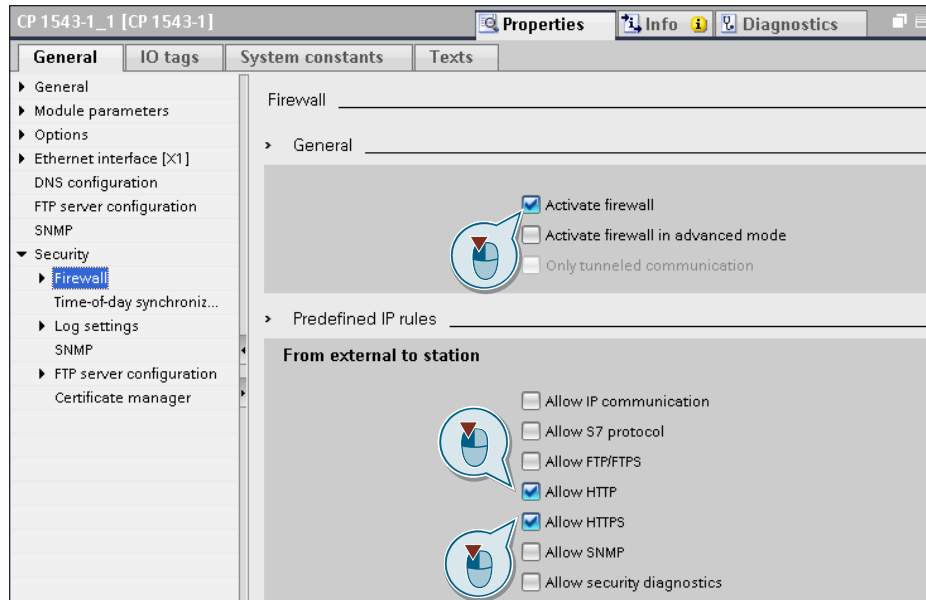 CP 1543-1_1 [CP 1543-1]
Properties
Info
Diagnostics
General
IO tags
System constants
Texts
General
Module parameters
Options
Ethernet interface [X1]
DNS configuration
FTP server configuration
SNMP
Security
Firewall
Time-of-day synchroniz...
Log settings
SNMP
FTP server configuration
Certificate manager
Firewall
General
Activate firewall
Activate firewall in advanced mode
Only tunneled communication
Predefined IP rules
From external to station
Allow IP communication
Allow S7 protocol
Allow FTP/FTPS
Allow HTTP
Allow HTTPS
Allow SNMP
Allow security diagnostics